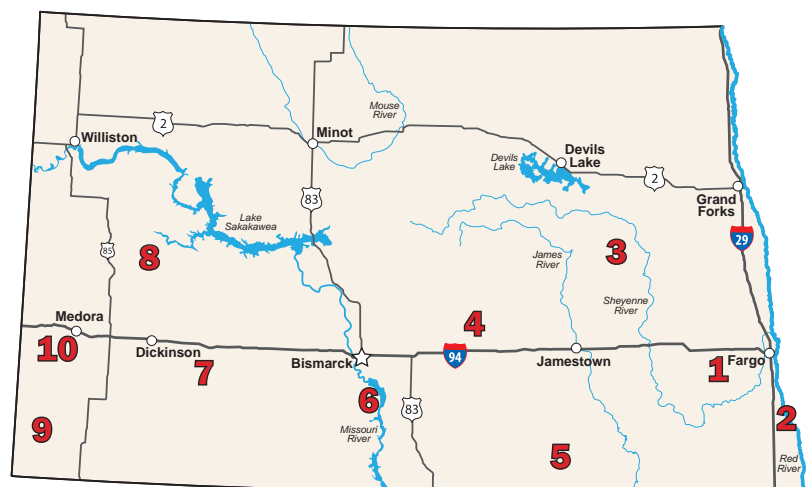 Mouse
River
2
Williston
Minot
Devils
Lake
Devils
Lake
2
Grand
Forks
83
Lake
Sakakawea
29
85
8
3
James
River
Sheyenne
River
Medora
4
10
Dickinson
Bismarck
94
Jamestown
Fargo
1
7
6
83
2
9
Missouri
River
5
Red
River